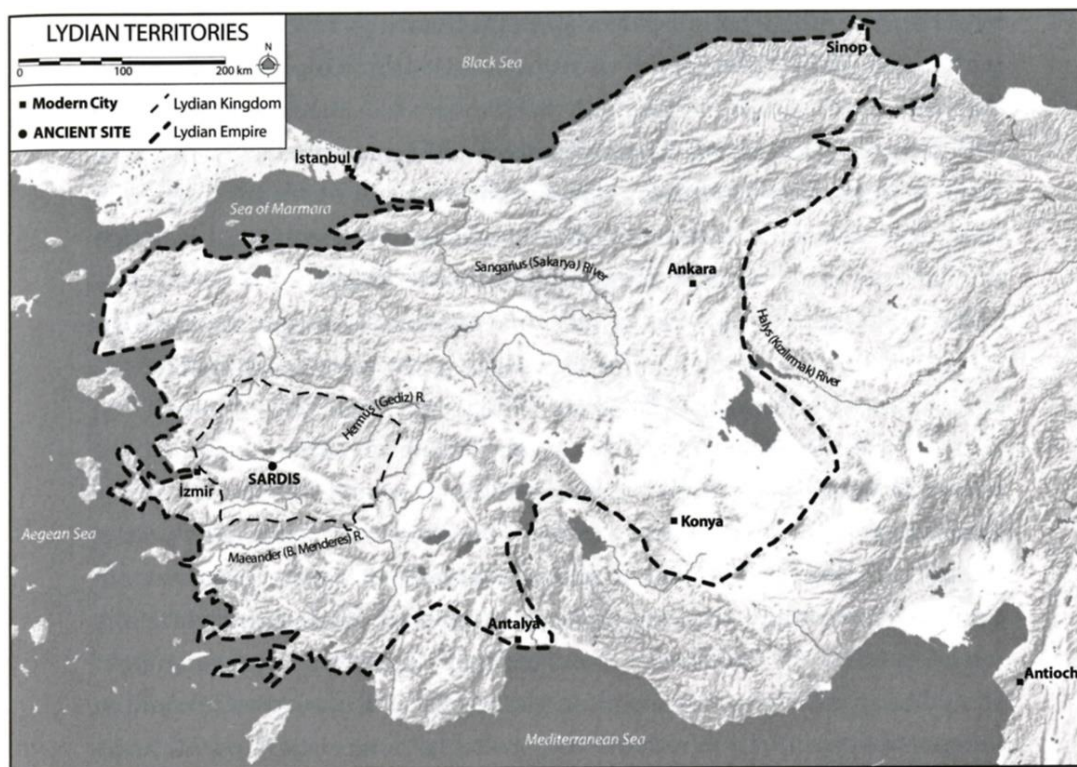 LYDIAN TERRITORIES
0 100 200 km
N
Modern City
Lydian Kingdom
ANCIENT SITE
Lydian Empire
Black Sea
Sinop
İstanbul
Sea of Marmara
Sangarius (Sakarya) River
Ankara
Halys (Kızılırmak) River
Hermus (Gediz) R.
SARDIS
İzmir
Konya
Aegean Sea
Maeander (B. Menderes) R.
Antalya
Antioch
Mediterranean Sea